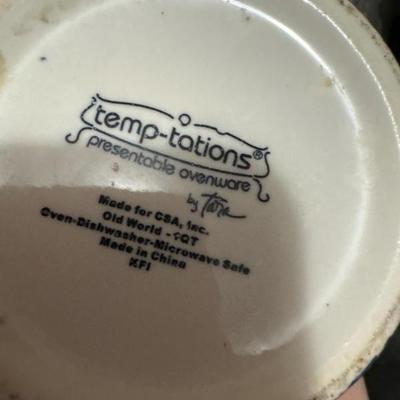 temp-tations®
presentable ovenware
by Tara
Made for CSA, Inc.
Old World - QT
Oven-Dishwasher-Microwave Safe
Made in China
XFI